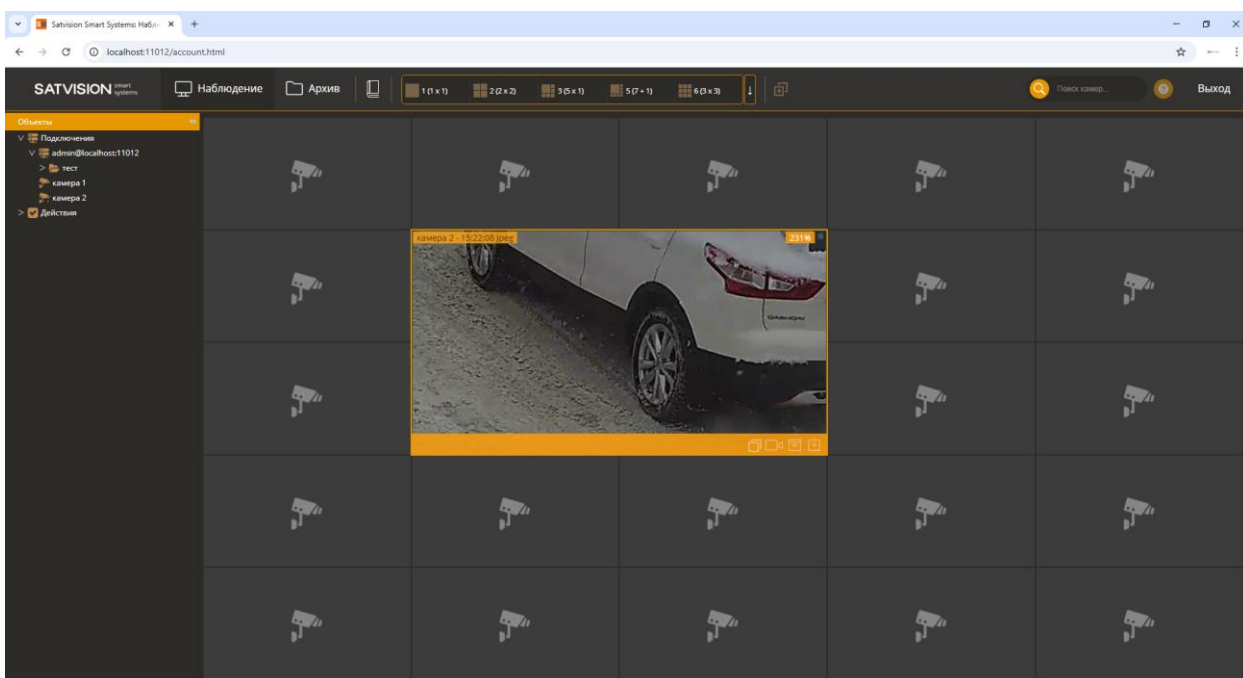 Satvision Smart Systems: Набл
localhost:11012/account.html
SATVISION smart systems
Наблюдение
Архив
1 (1 x 1)
2 (2 x 2)
3 (5 x 1)
5 (7 + 1)
6 (3 x 3)
Поиск камер...
?
Выход
Объекты
Подключения
admin@localhost:11012
тест
камера 1
камера 2
Действия
камера 2 - 15:22:08 Jpeg
231%
QASHQAI